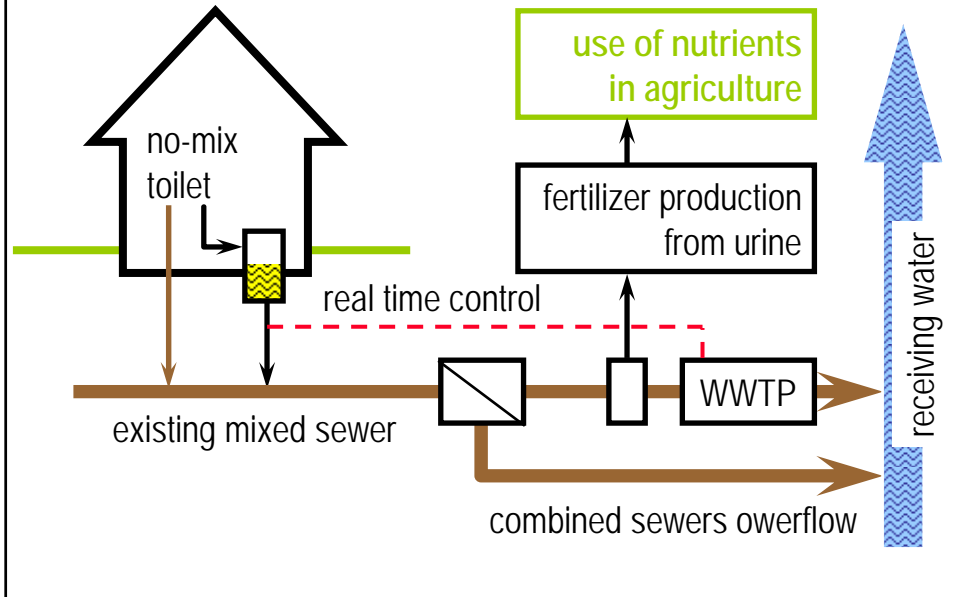 use of nutrients
in agriculture
no-mix
toilet
fertilizer production
from urine
real time control
receiving water
WWTP
existing mixed sewer
combined sewers owerflow